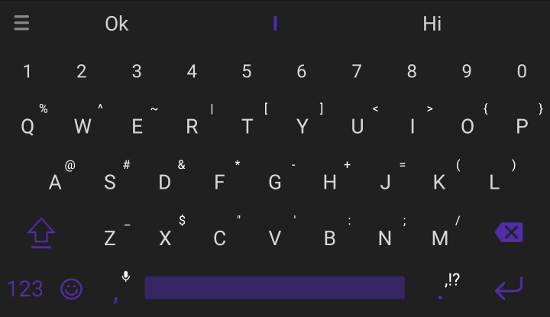 Ok I Hi
1 2 3 4 5 6 7 8 9 0
Q % W ^ E ~ R | T [ Y ] U < I > O { P }
A @ S # D & F * G - H + J = K ( L )
Z _ X $ C " V ' B : N ; M /
123 , . ,!?